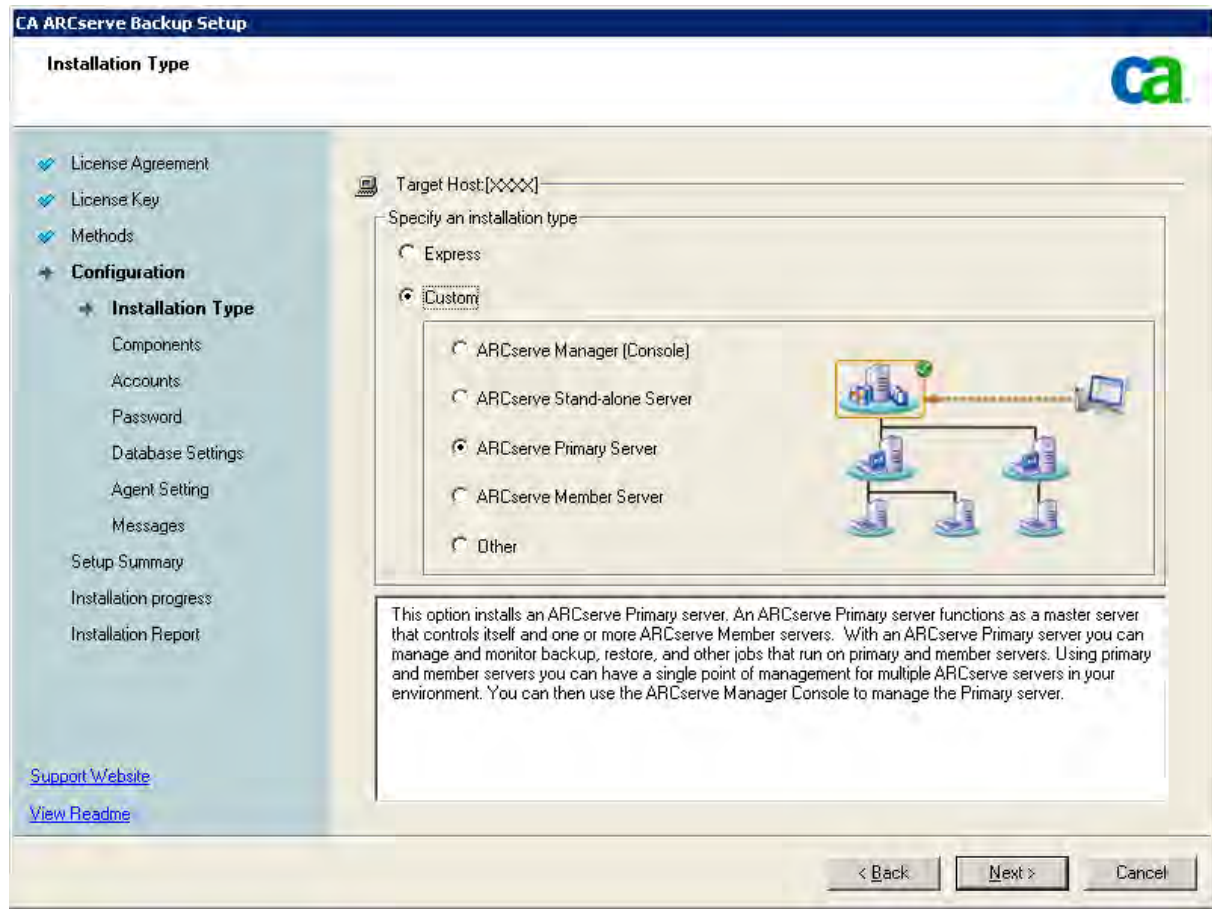 CA ARCserve Backup Setup
Installation Type
ca
License Agreement
License Key
Methods
Configuration
Installation Type
Components
Accounts
Password
Database Settings
Agent Setting
Messages
Setup Summary
Installation progress
Installation Report
Support Website
View Readme
Target Host:[XXXX]
Specify an installation type
Express
Custom
ARCserve Manager (Console)
ARCserve Stand-alone Server
ARCserve Primary Server
ARCserve Member Server
Other
This option installs an ARCserve Primary server. An ARCserve Primary server functions as a master server
that controls itself and one or more ARCserve Member servers.  With an ARCserve Primary server you can
manage and monitor backup, restore, and other jobs that run on primary and member servers. Using primary
and member servers you can have a single point of management for multiple ARCserve servers in your
environment. You can then use the ARCserve Manager Console to manage the Primary server.
< Back
Next >
Cancel